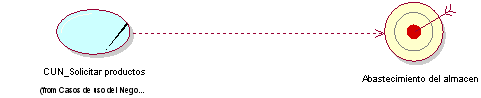 CUN_Solicitar productos
(from Casos de uso del Nego...
Abastecimiento del almacen